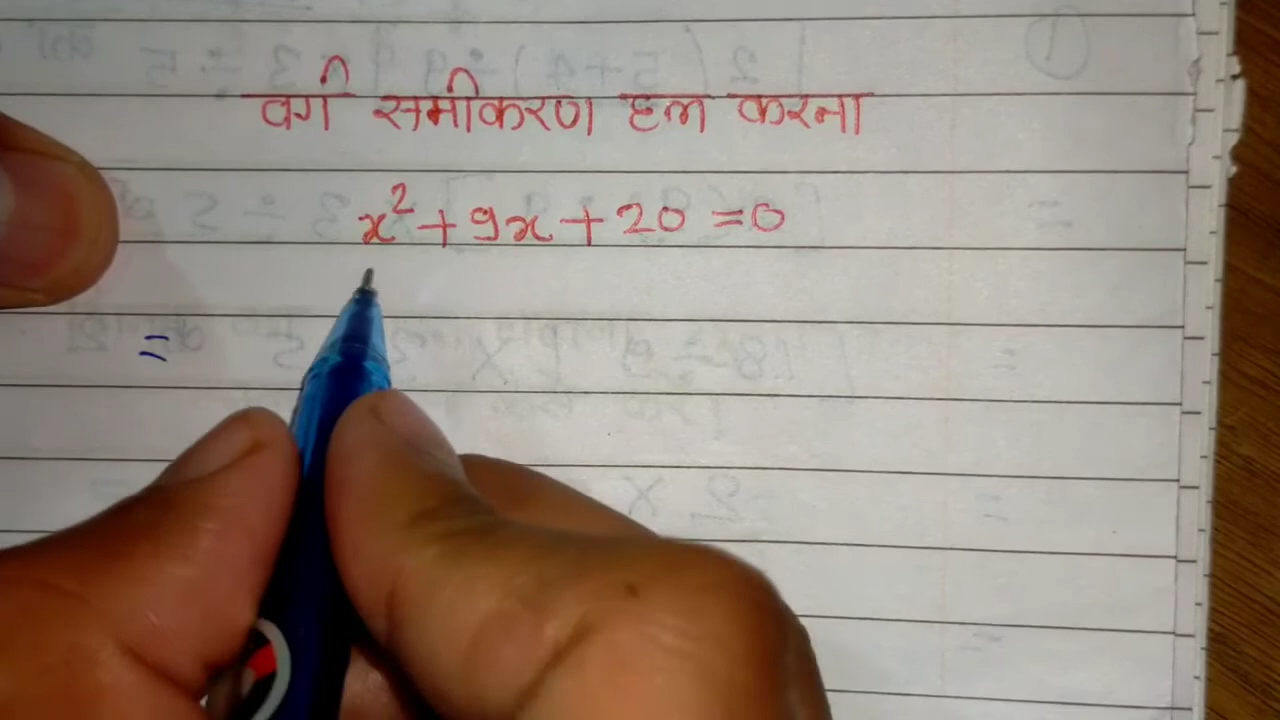 वर्ग समीकरण हल करना
x² + 9x + 20 = 0
=